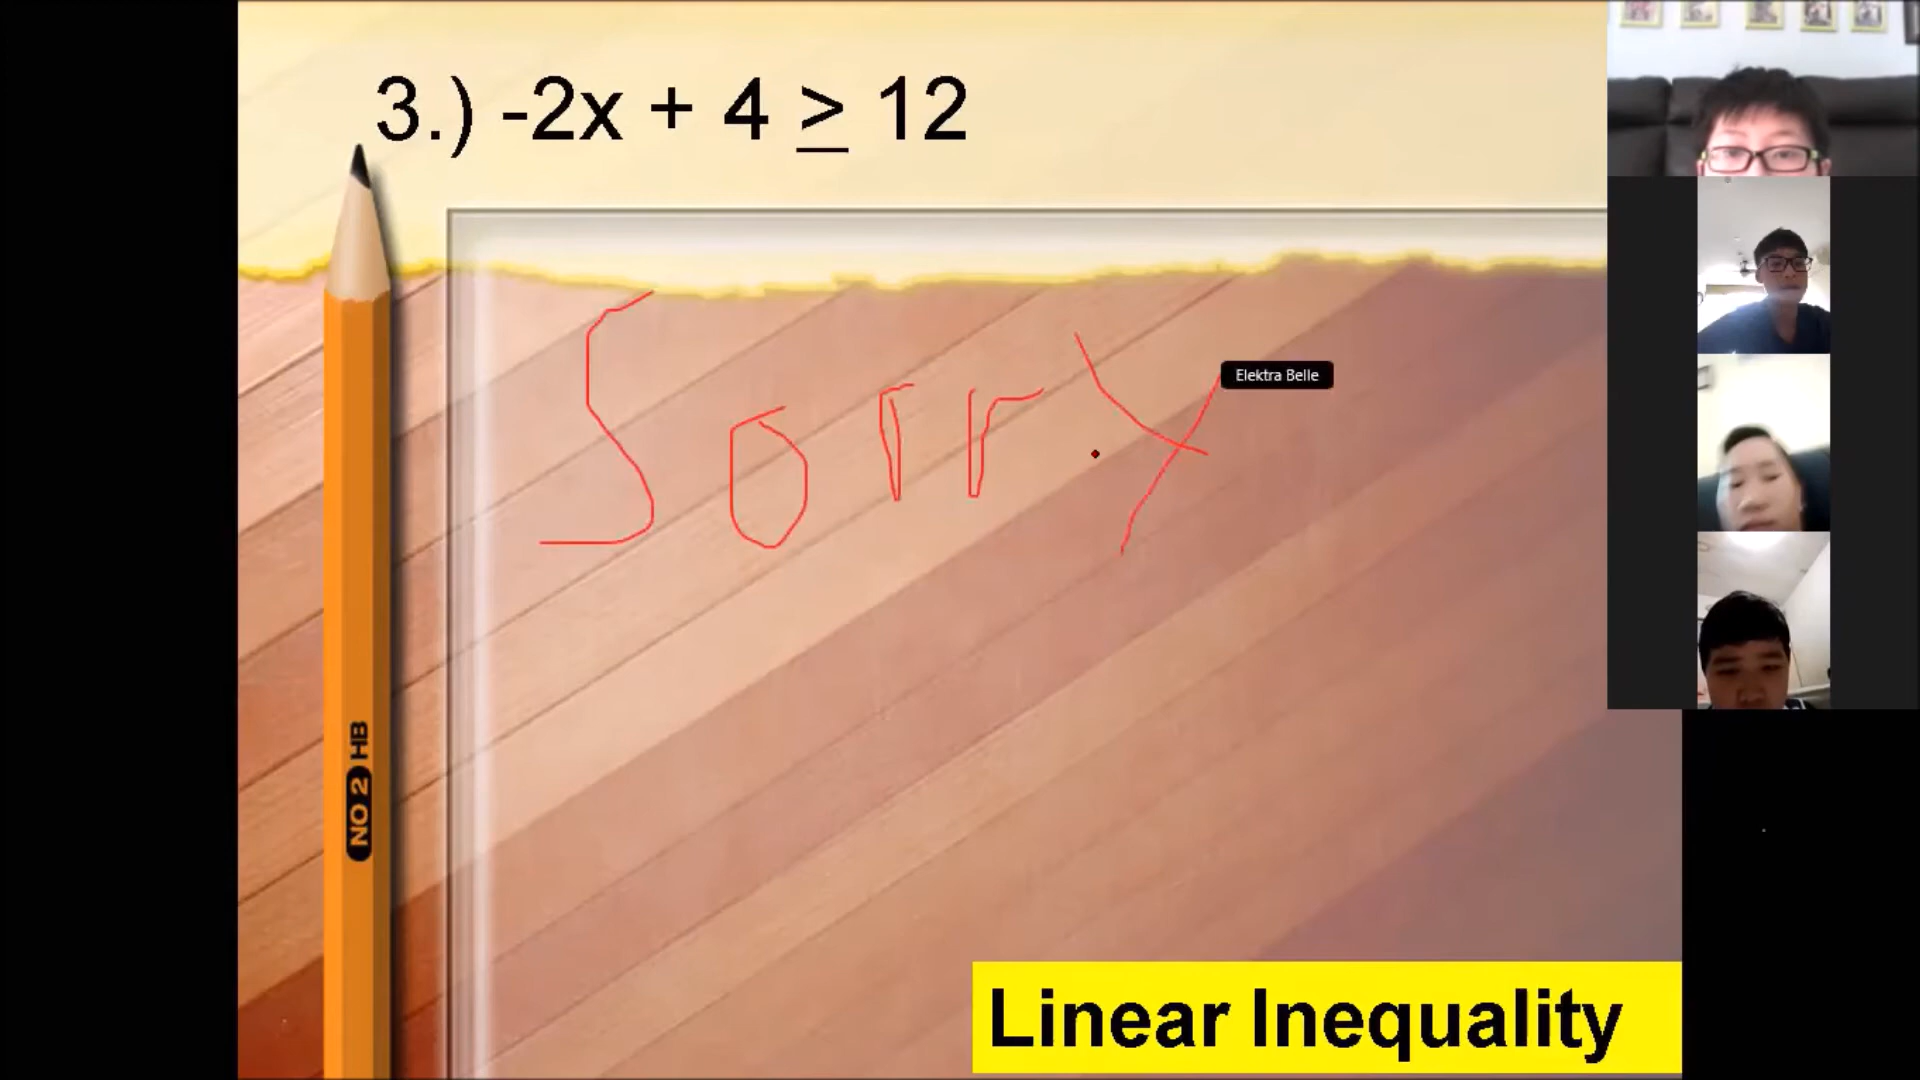 3.) -2x + 4 ≥ 12
Sorry
Elektra Belle
NO 2 HB
Linear Inequality